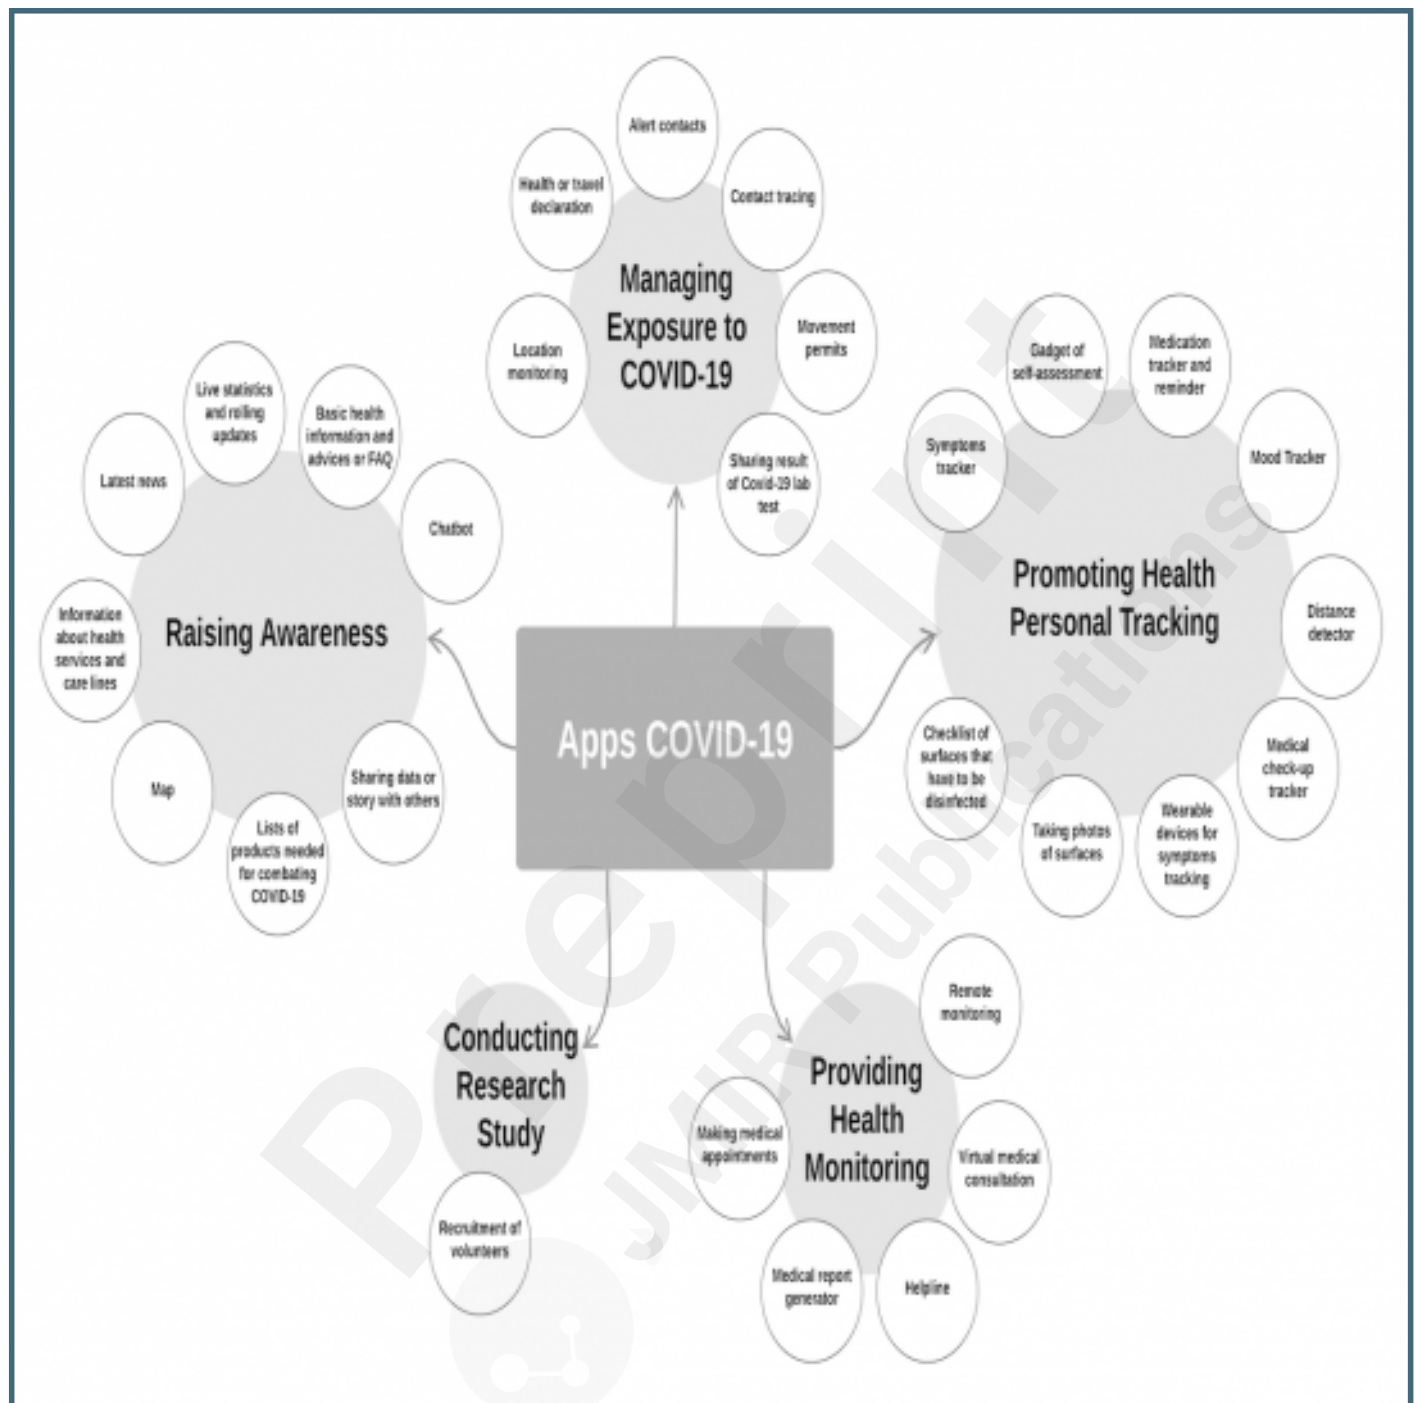 Alert contacts
Health or travel
declaration
Contact tracing
Managing
Exposure to
COVID-19
Location
monitoring
Movement
permits
Sharing result
of Covid-19 lab
test
Live statistics
and rolling
updates
Basic health
information and
advices or FAQ
Latest news
Chatbot
Information
about health
services and
care lines
Raising Awareness
Map
Lists of
products needed
for combating
COVID-19
Sharing data or
story with others
Apps COVID-19
Gadget of
self-assessment
Medication
tracker and
reminder
Symptoms
tracker
Mood Tracker
Promoting Health
Personal Tracking
Distance
detector
Checklist of
surfaces that
have to be
disinfected
Taking photos
of surfaces
Wearable
devices for
symptoms
tracking
Medical
check-up
tracker
Conducting
Research
Study
Recruitment of
volunteers
Remote
monitoring
Providing
Health
Monitoring
Making medical
appointments
Virtual medical
consultation
Medical report
generator
Helpline
Preprint
JMIR Publications